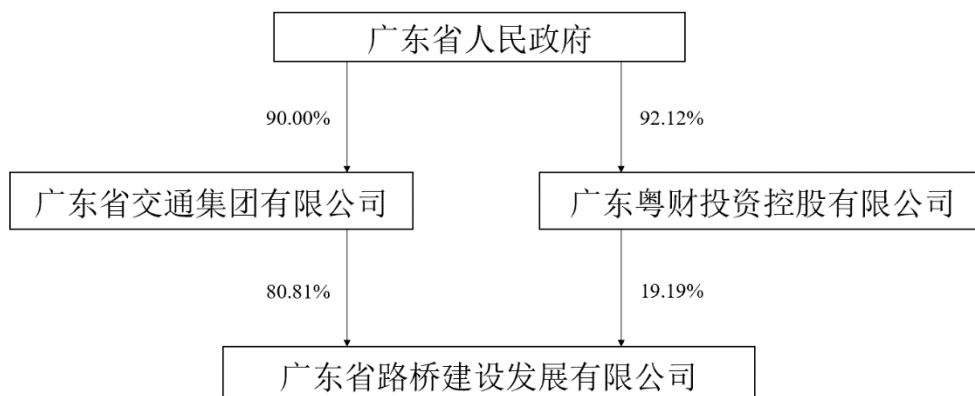 广东省人民政府
90.00%
92.12%
广东省交通集团有限公司
广东粤财投资控股有限公司
80.81%
19.19%
广东省路桥建设发展有限公司